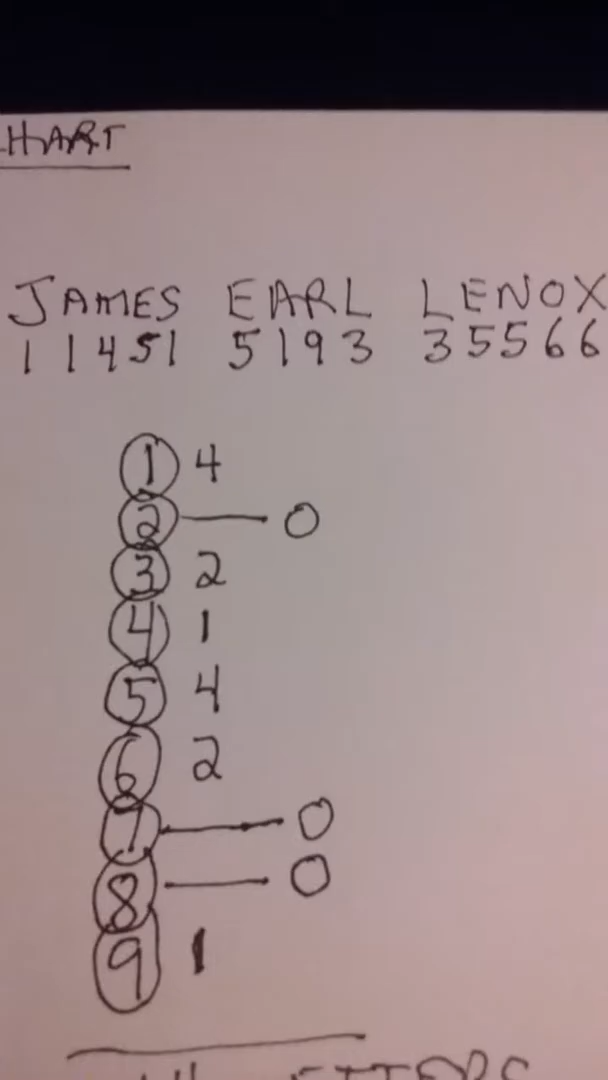 HART
JAMES EARL LENOX
11451 5193 35566
1 4
2 — 0
3 2
4 1
5 4
6 2
7 — 0
8 — 0
9 1